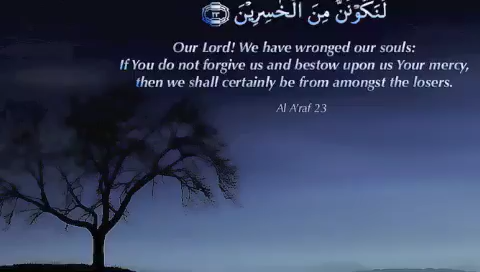 لَنَكُونَنَّ مِنَ الْخَٰسِرِيْنَ ﴿٢٣﴾
Our Lord! We have wronged our souls:
If You do not forgive us and bestow upon us Your mercy,
then we shall certainly be from amongst the losers.
Al A'raf 23